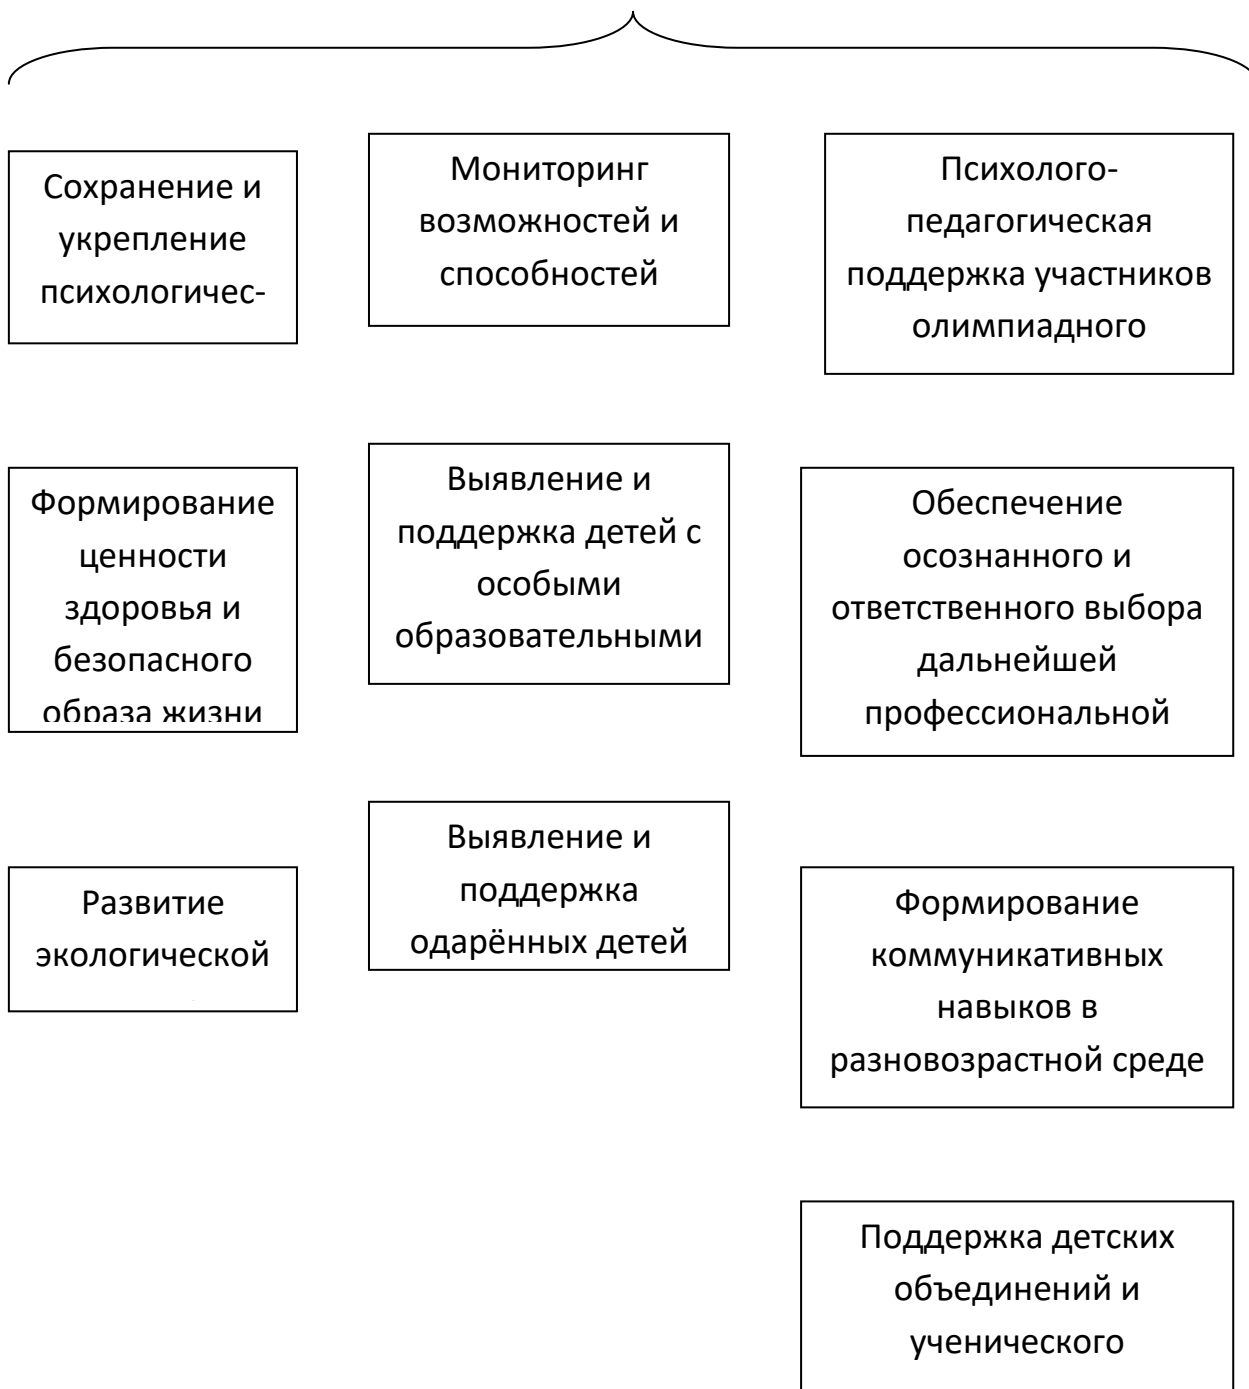 Сохранение и
укрепление
психологичес-
Мониторинг
возможностей и
способностей
Психолого-
педагогическая
поддержка участников
олимпиадного
Формирование
ценности
здоровья и
безопасного
образа жизни
Выявление и
поддержка детей с
особыми
образовательными
Обеспечение
осознанного и
ответственного выбора
дальнейшей
профессиональной
Развитие
экологической
Выявление и
поддержка
одарённых детей
Формирование
коммуникативных
навыков в
разновозрастной среде
Поддержка детских
объединений и
ученического